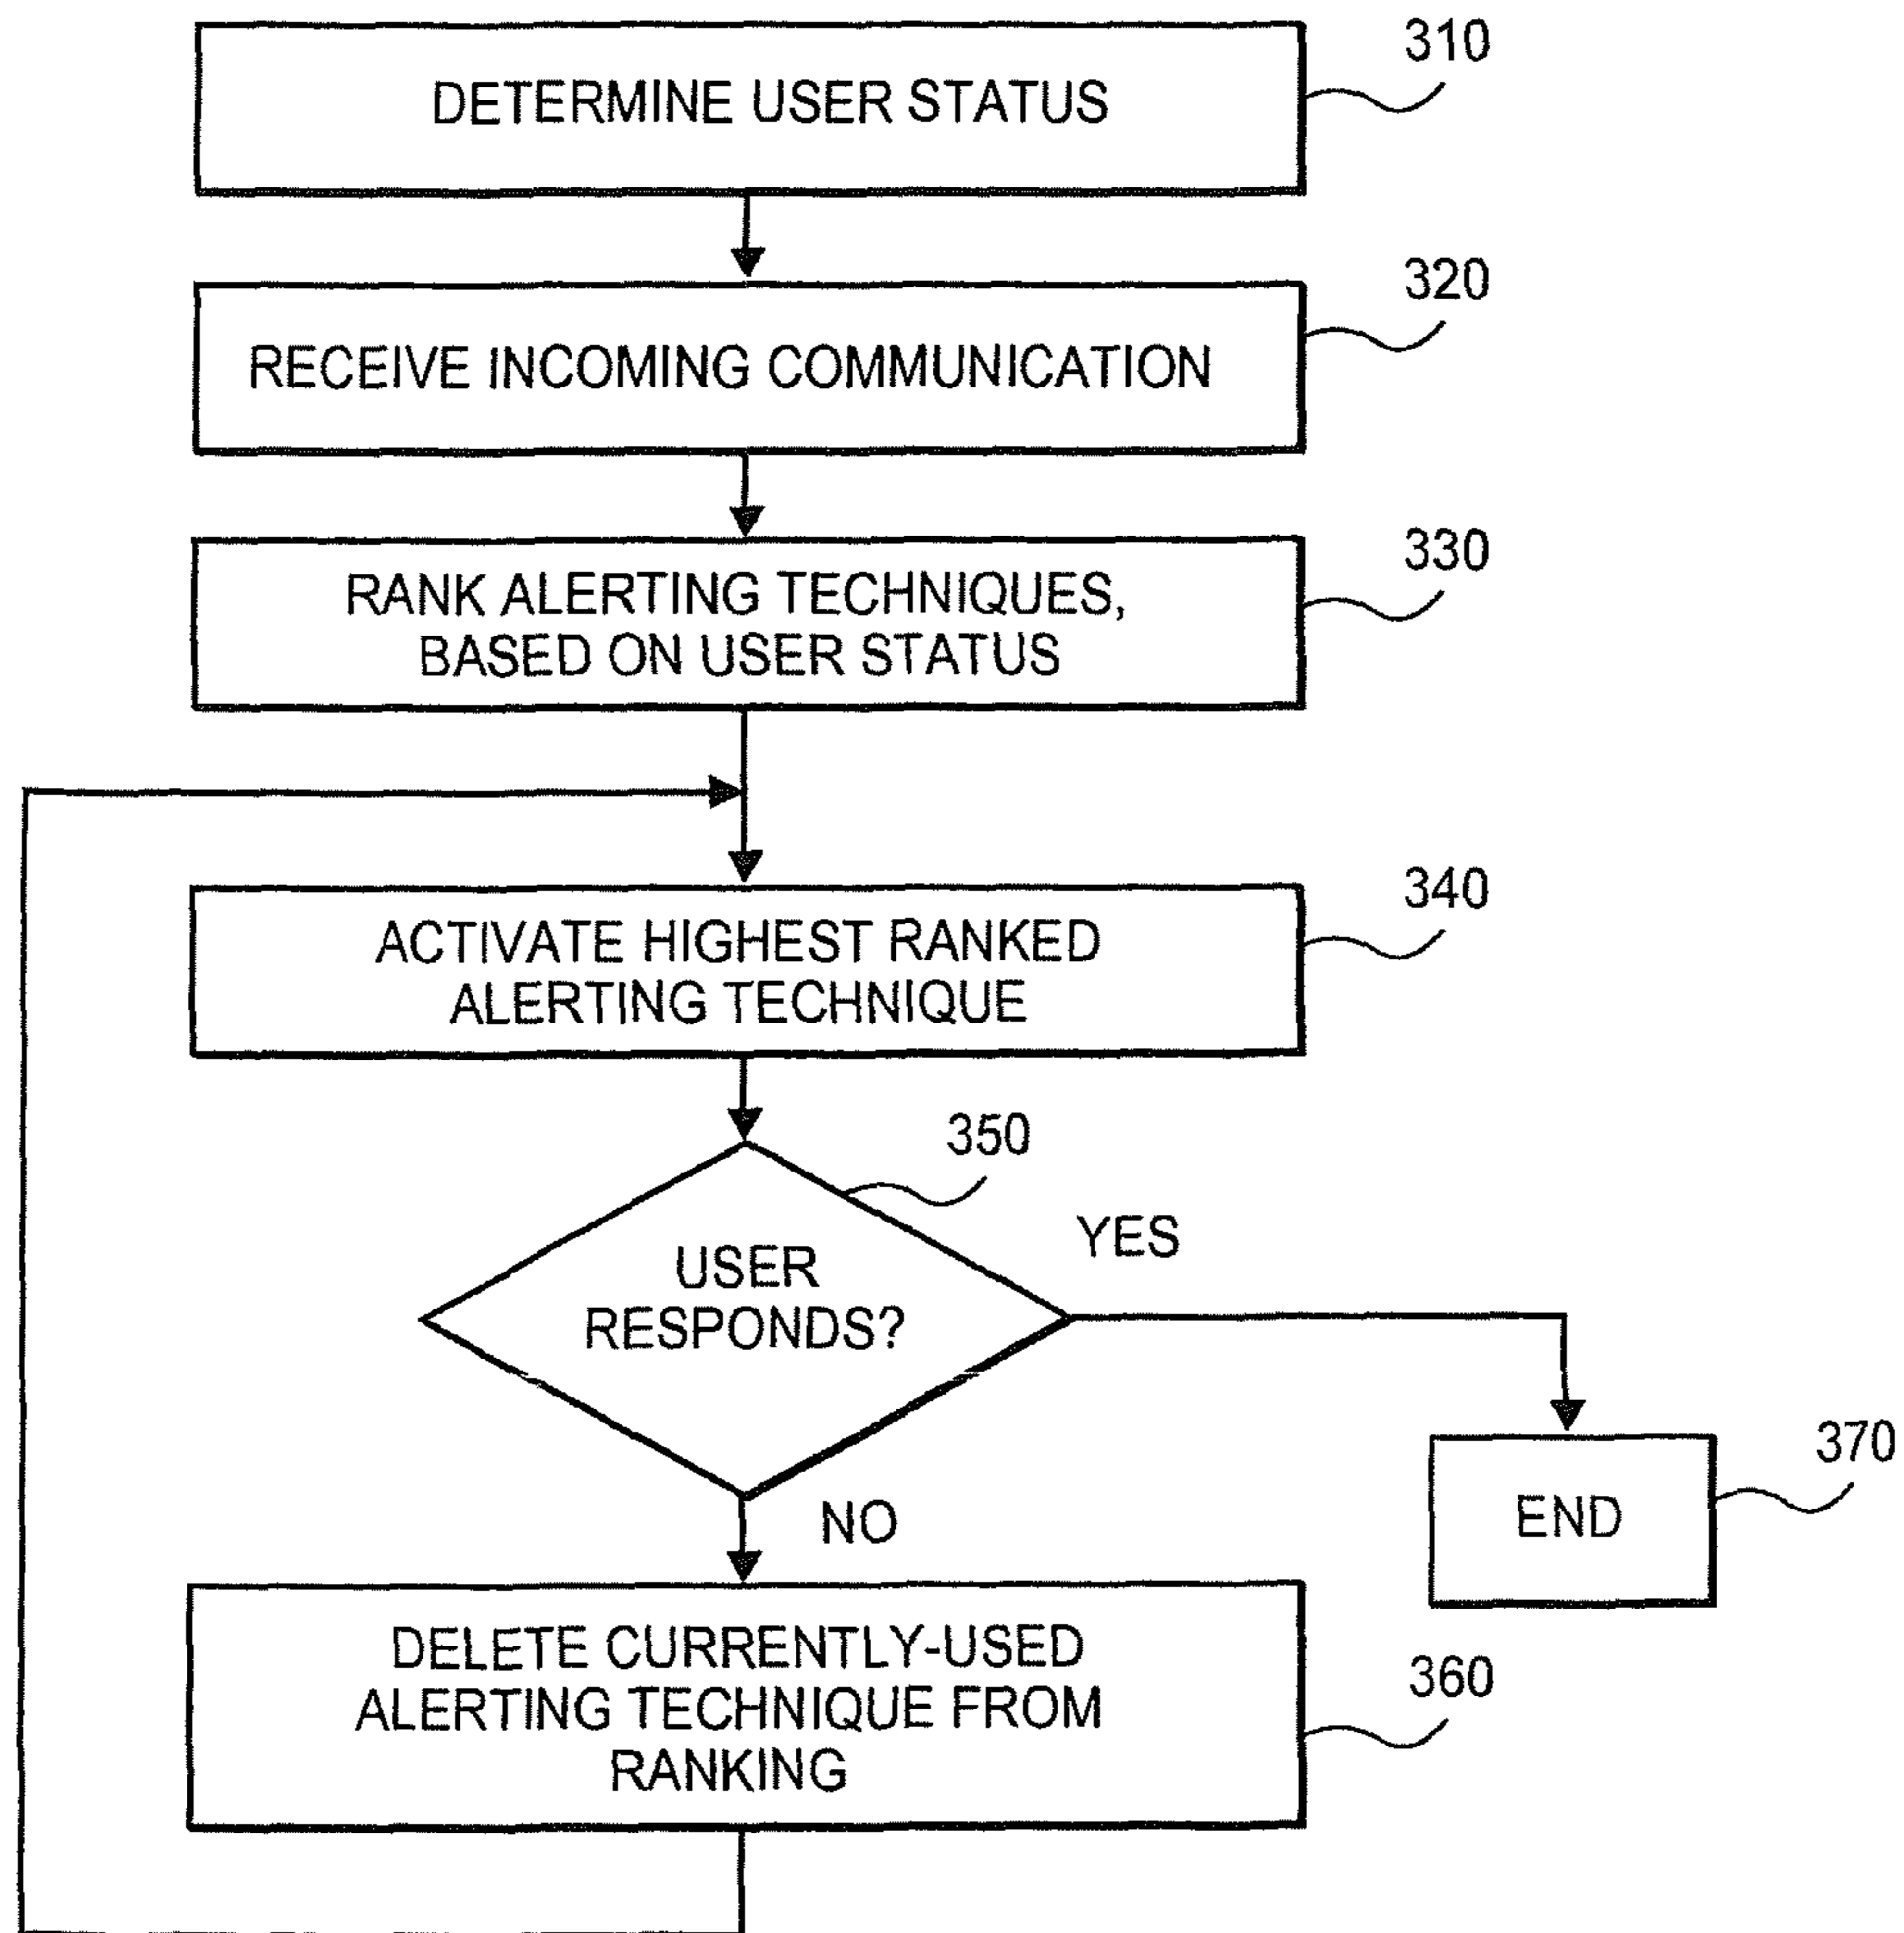 310
DETERMINE USER STATUS
320
RECEIVE INCOMING COMMUNICATION
330
RANK ALERTING TECHNIQUES,
BASED ON USER STATUS
340
ACTIVATE HIGHEST RANKED
ALERTING TECHNIQUE
350
YES
USER
RESPONDS?
370
END
NO
360
DELETE CURRENTLY-USED
ALERTING TECHNIQUE FROM
RANKING